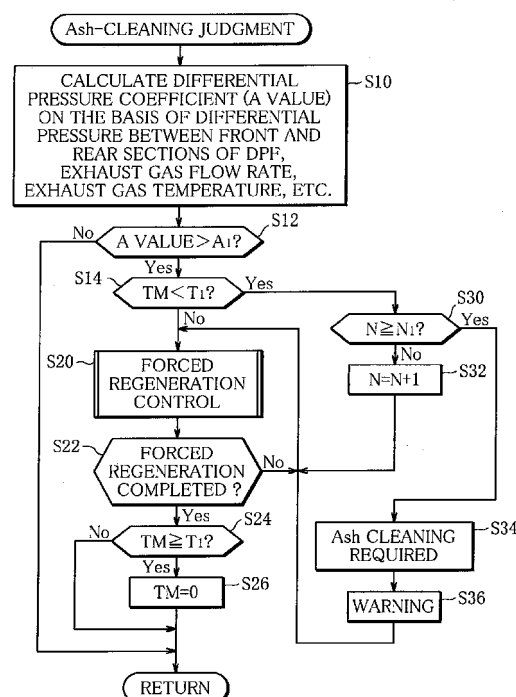 Ash-CLEANING JUDGMENT
S10
CALCULATE DIFFERENTIAL
PRESSURE COEFFICIENT (A VALUE)
ON THE BASIS OF DIFFERENTIAL
PRESSURE BETWEEN FRONT AND
REAR SECTIONS OF DPF,
EXHAUST GAS FLOW RATE,
EXHAUST GAS TEMPERATURE, ETC.
S12
No
A VALUE>A1?
Yes
S14
TM<T1?
Yes
No
S30
N≧N1?
Yes
No
S32
N=N+1
S20
FORCED
REGENERATION
CONTROL
S22
FORCED
REGENERATION
COMPLETED ?
No
Yes
S24
No
TM≧T1?
Yes
S26
TM=0
S34
Ash CLEANING
REQUIRED
S36
WARNING
RETURN